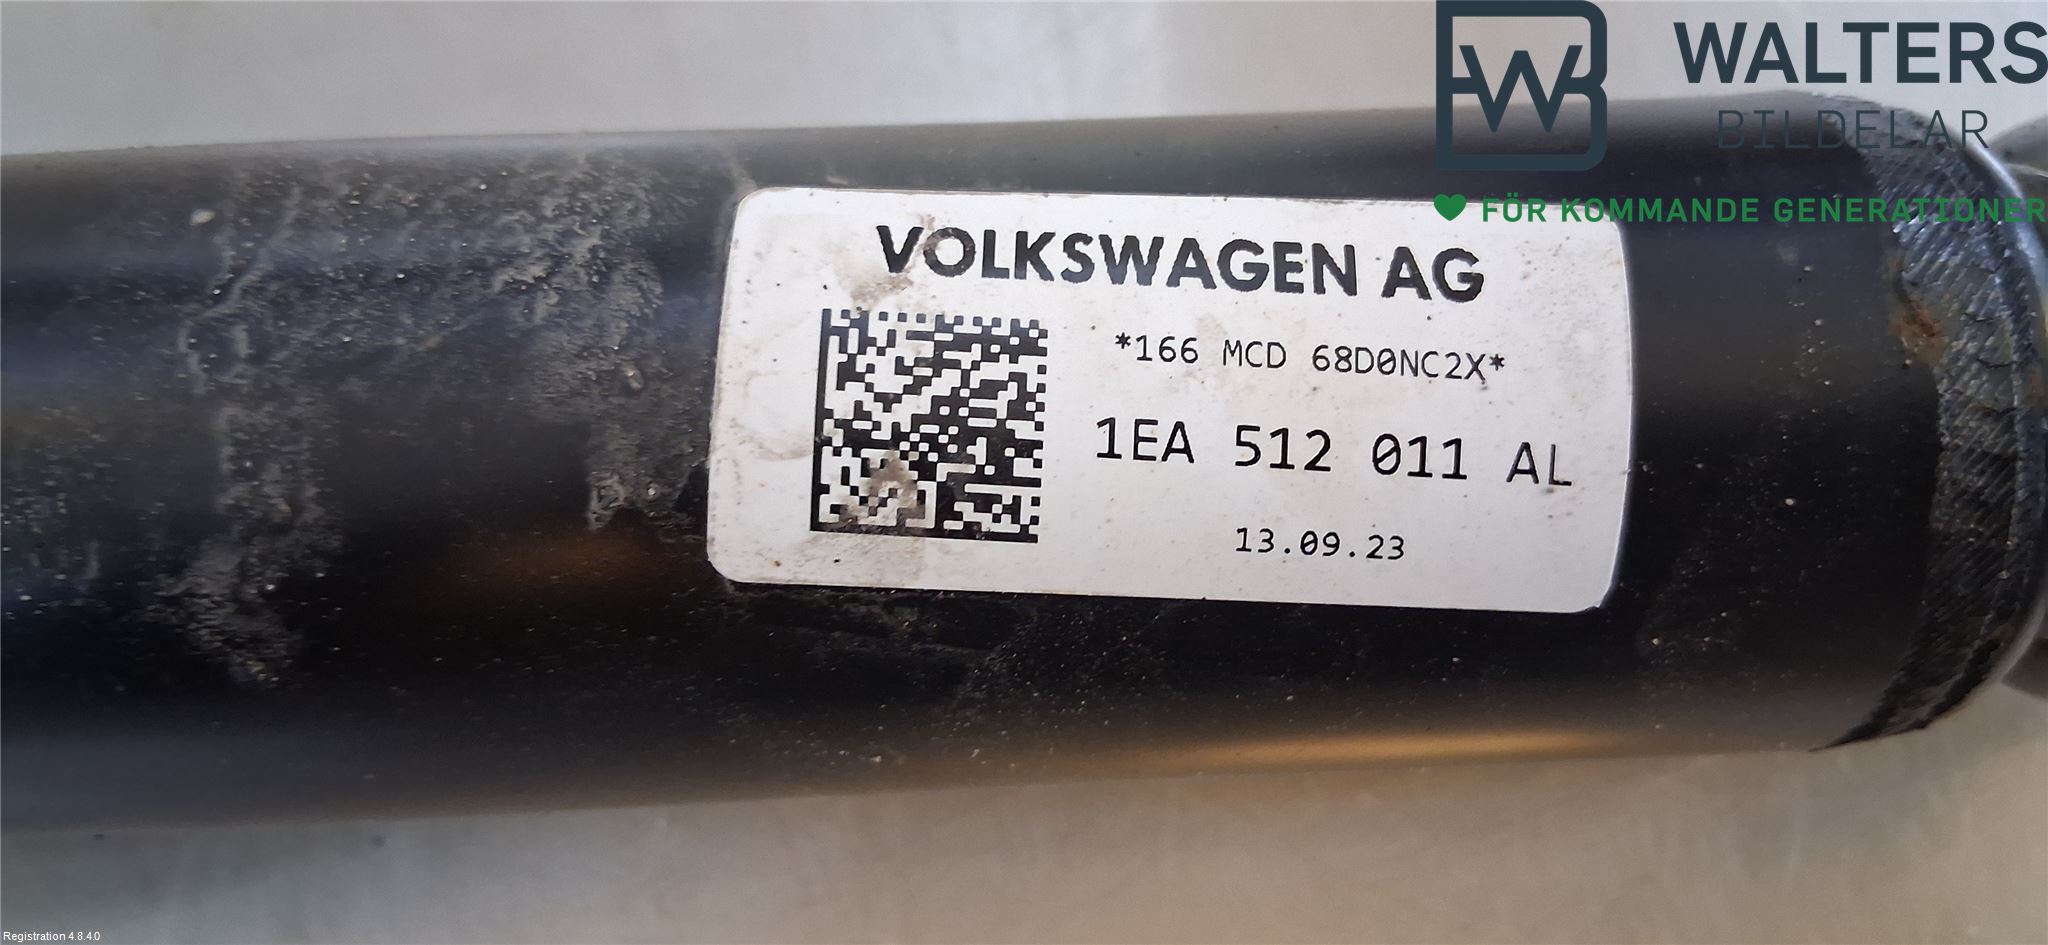 WALTERS
BILDELAR
FÖR KOMMANDE GENERATIONER
VOLKSWAGEN AG
*166 MCD 68D0NC2X*
1EA 512 011 AL
13.09.23
Registration 4.8.4.0